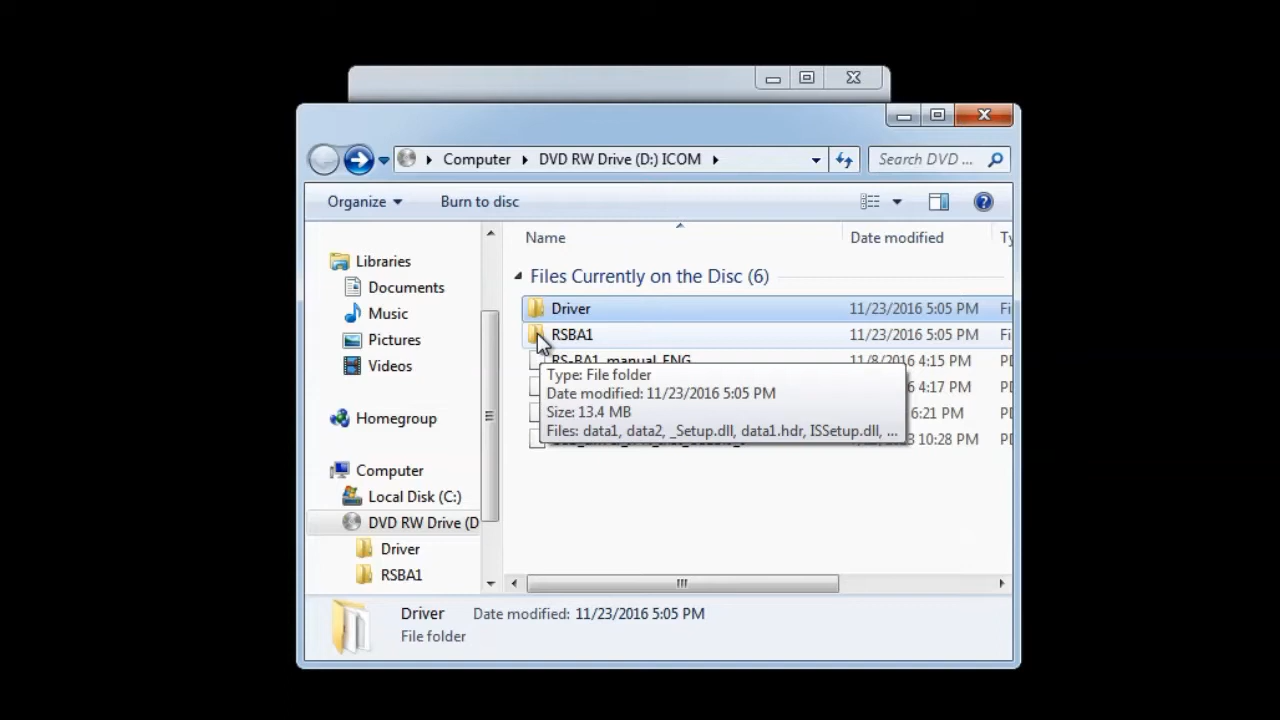 Computer DVD RW Drive (D:) ICOM Search DVD ...
Organize Burn to disc
Name Date modified Ty
Files Currently on the Disc (6)
Libraries
Documents
Music
Pictures
Videos
Homegroup
Computer
Local Disk (C:)
DVD RW Drive (D
Driver
RSBA1
Driver 11/23/2016 5:05 PM Fi
RSBA1 11/23/2016 5:05 PM Fi
RS-BA1_manual_ENG 11/8/2016 4:15 PM PD
4:17 PM PD
6:21 PM PD
10:28 PM PD
Type: File folder
Date modified: 11/23/2016 5:05 PM
Size: 13.4 MB
Files: data1, data2, _Setup.dll, data1.hdr, ISSetup.dll, ...
Driver Date modified: 11/23/2016 5:05 PM
File folder